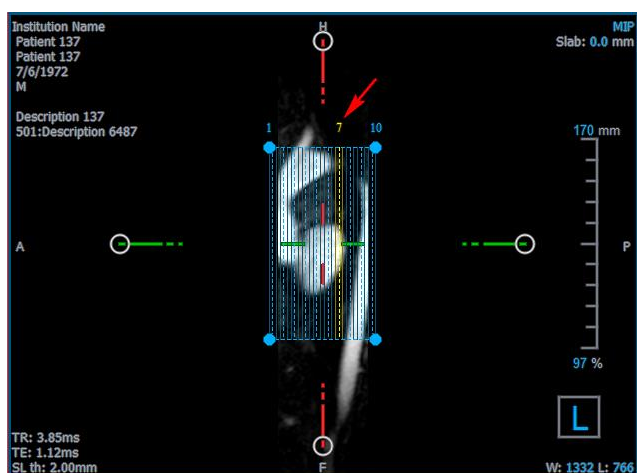 Institution Name
Patient 137
Patient 137
7/6/1972
M
Description 137
501:Description 6487
H
MIP
Slab: 0.0 mm
1
7
10
170 mm
A
P
97 %
L
TR: 3.85ms
TE: 1.12ms
SL th: 2.00mm
F
W: 1332 L: 766